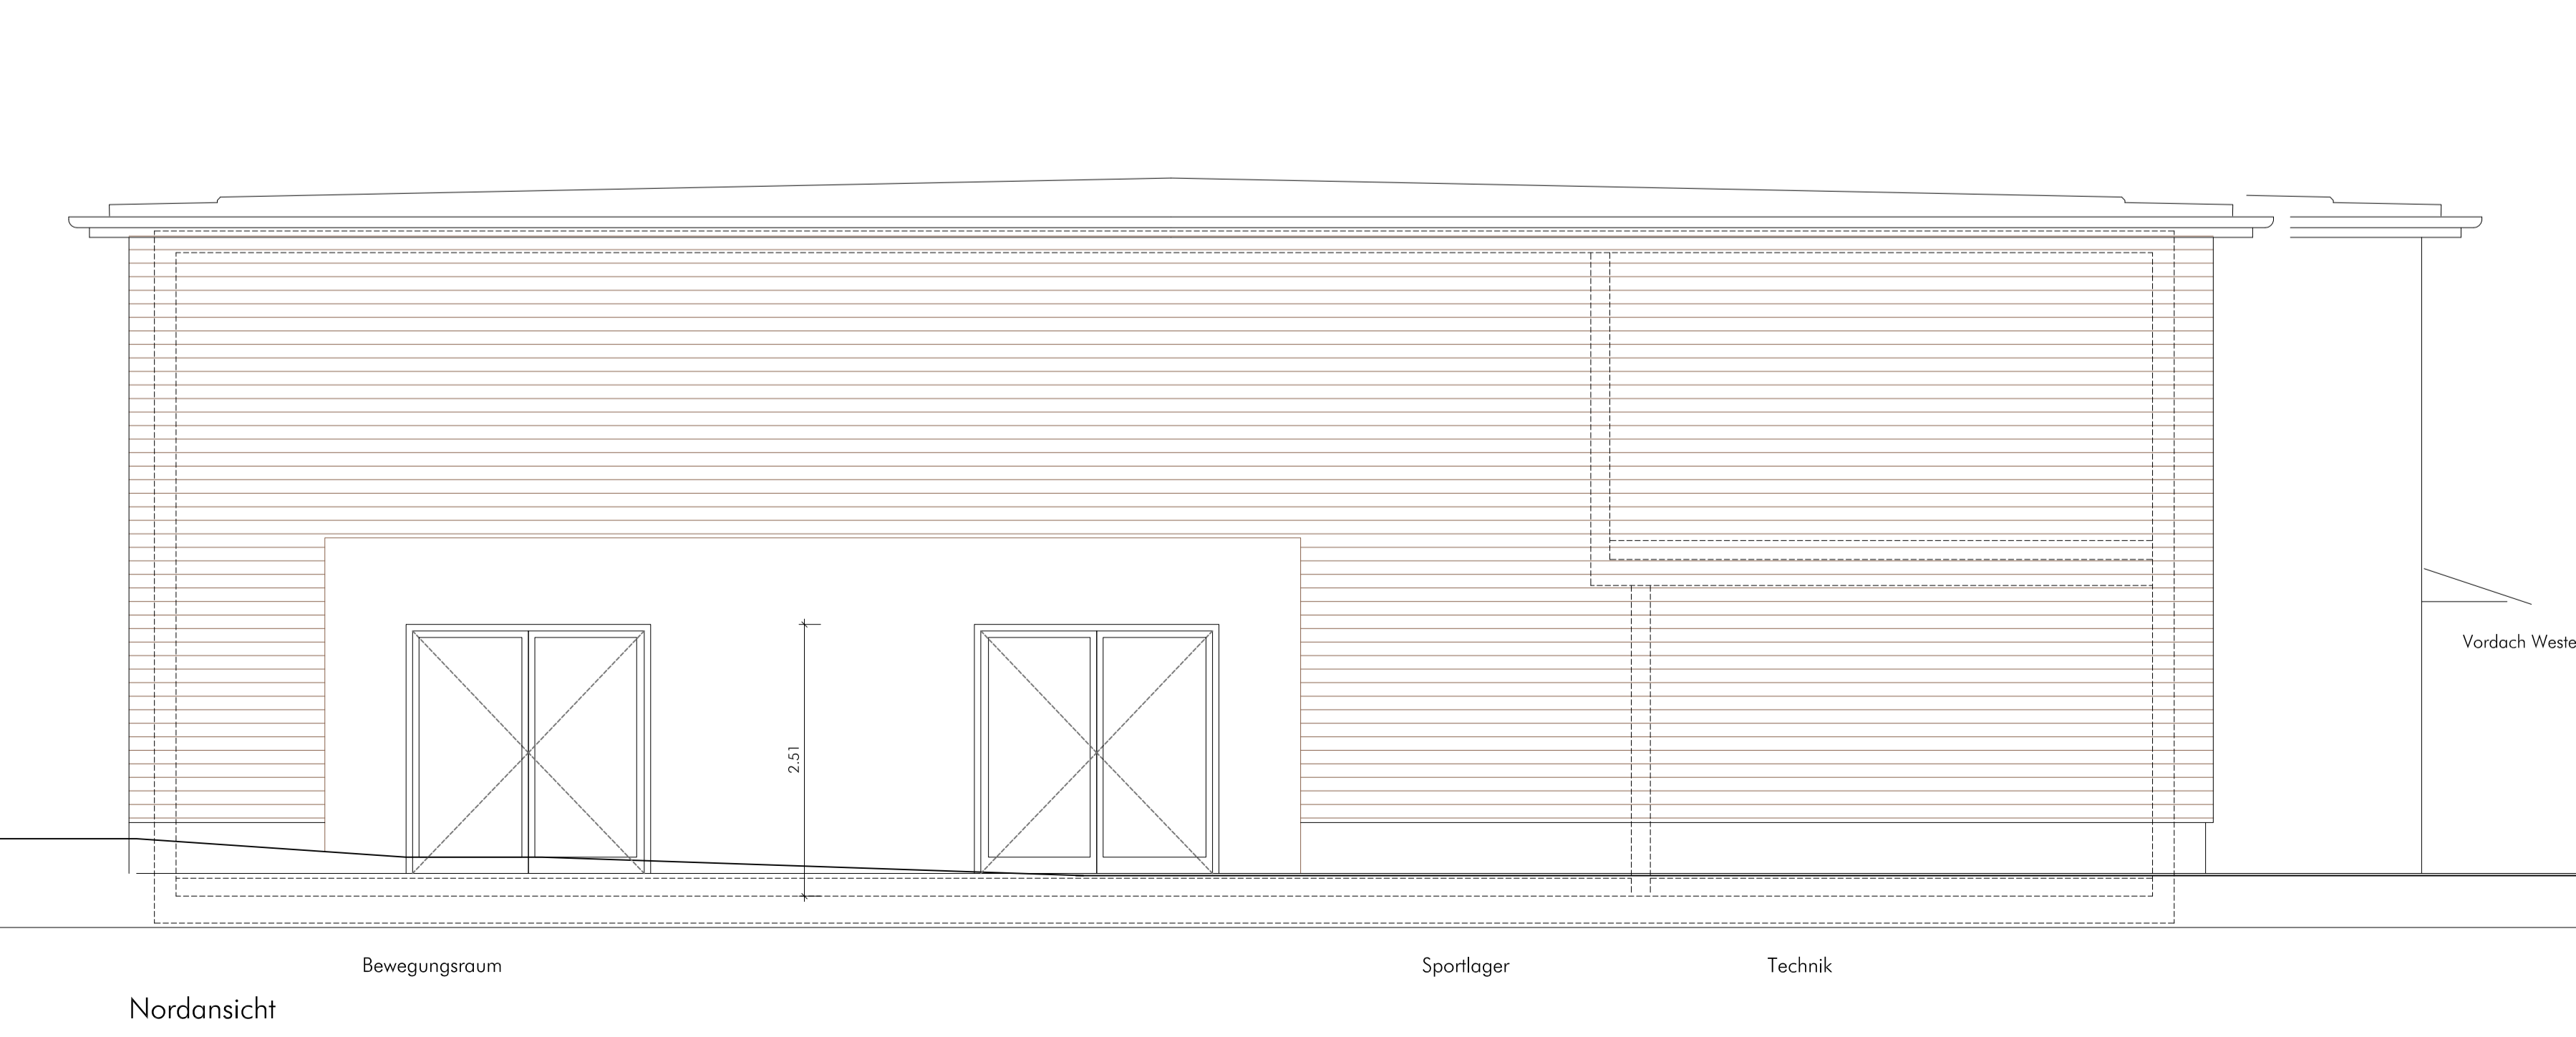 2.51
Vordach Weste
Bewegungsraum
Sportlager
Technik
Nordansicht